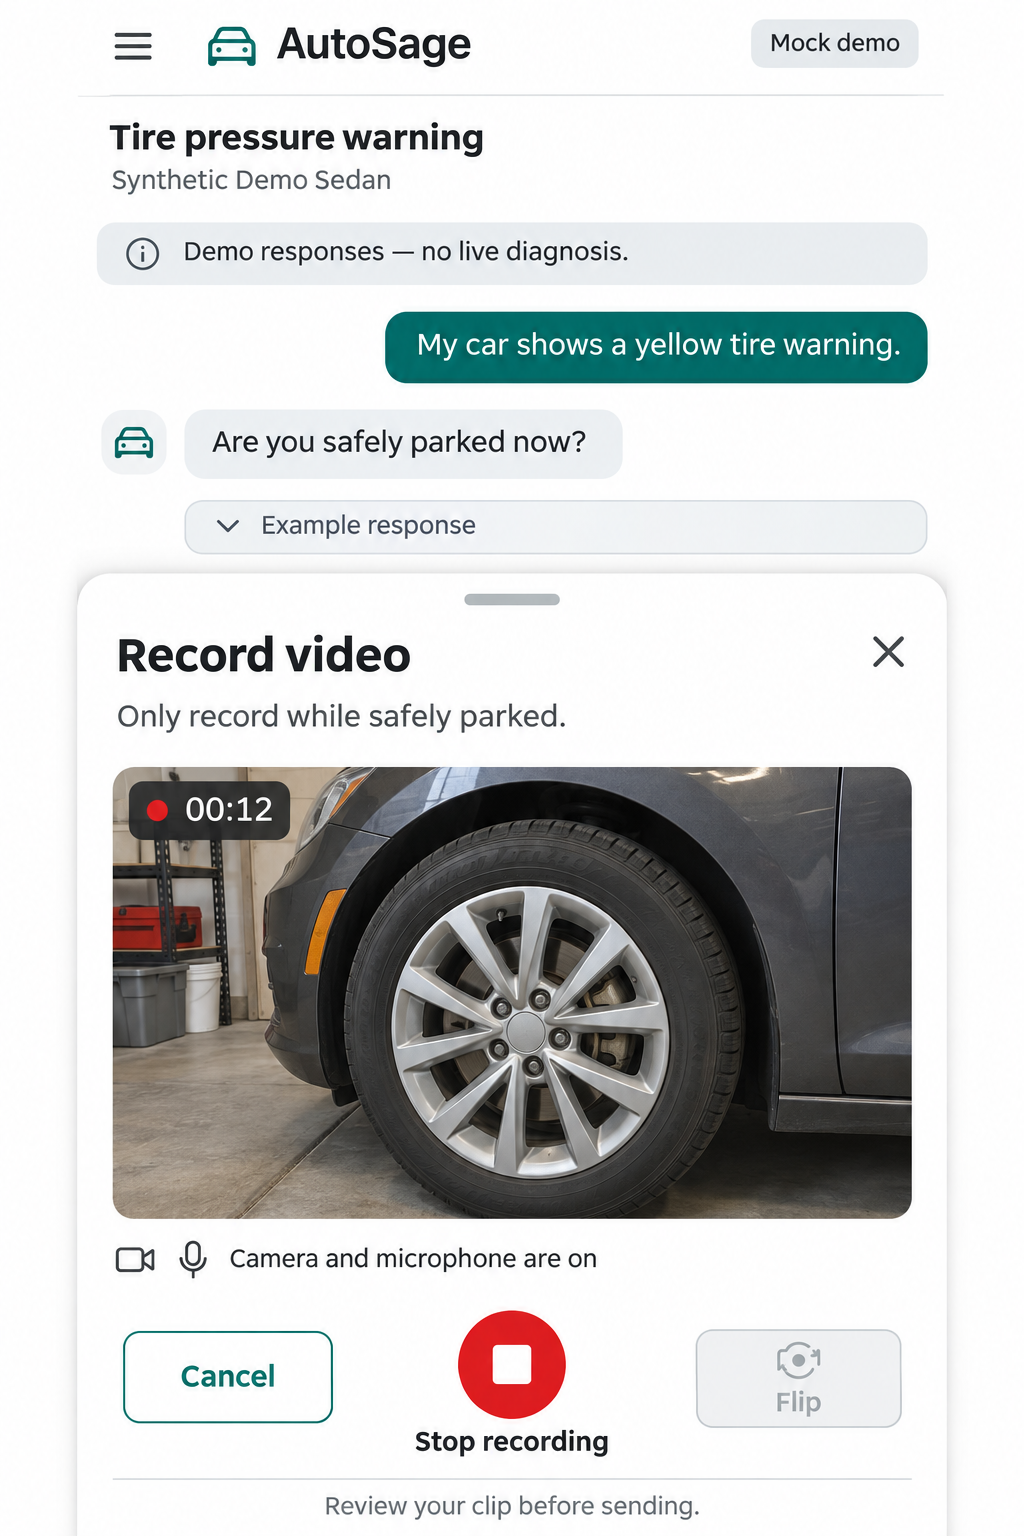 AutoSage
Mock demo
Tire pressure warning
Synthetic Demo Sedan
Demo responses — no live diagnosis.
My car shows a yellow tire warning.
Are you safely parked now?
Example response
Record video
Only record while safely parked.
00:12
Camera and microphone are on
Cancel
Flip
Stop recording
Review your clip before sending.